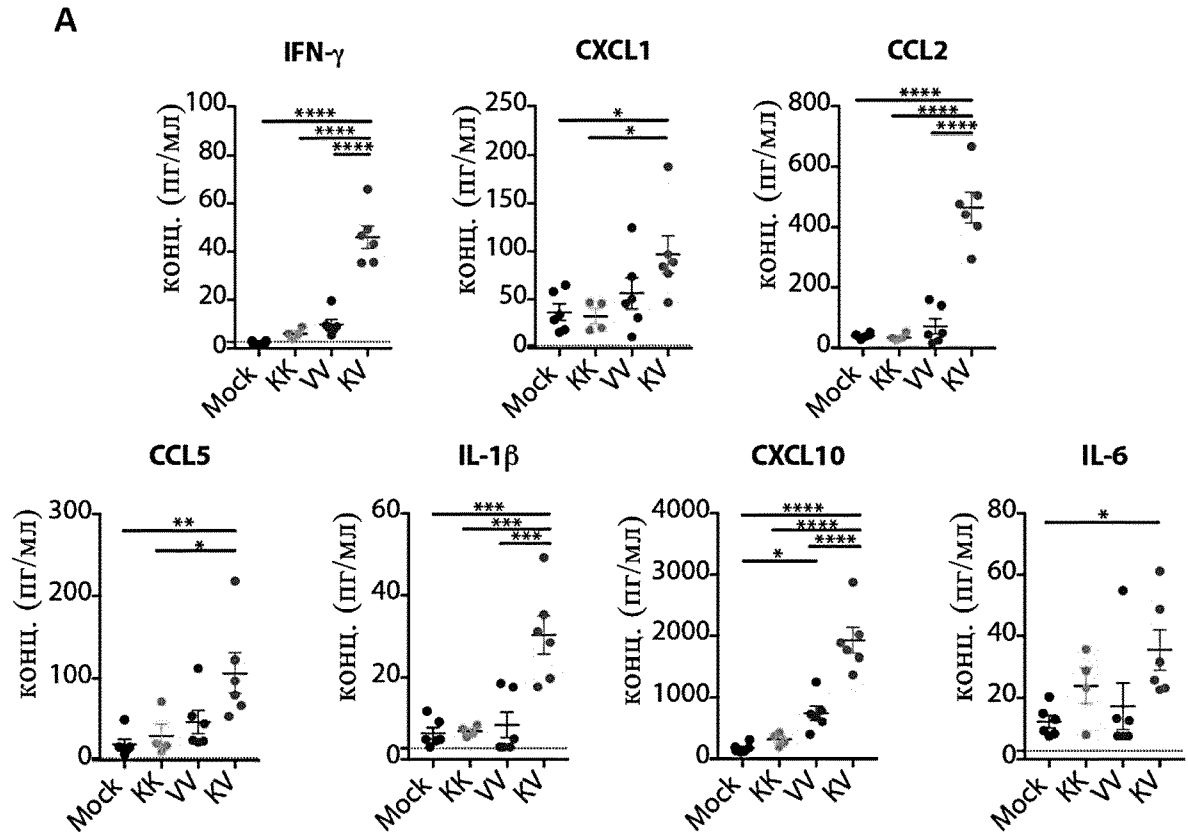 A
IFN-γ
CXCL1
CCL2
конц. (пг/мл)
100
80
60
40
20
0
****
****
****
Mock
KK
VV
KV
конц. (пг/мл)
250
200
150
100
50
0
*
*
Mock
KK
VV
KV
конц. (пг/мл)
800
600
400
200
0
****
****
****
Mock
KK
VV
KV
CCL5
IL-1β
CXCL10
IL-6
конц. (пг/мл)
300
200
100
0
**
*
Mock
KK
VV
KV
конц. (пг/мл)
60
40
20
0
***
***
***
Mock
KK
VV
KV
конц. (пг/мл)
4000
3000
2000
1000
0
****
****
****
*
Mock
KK
VV
KV
конц. (пг/мл)
80
60
40
20
0
*
Mock
KK
VV
KV